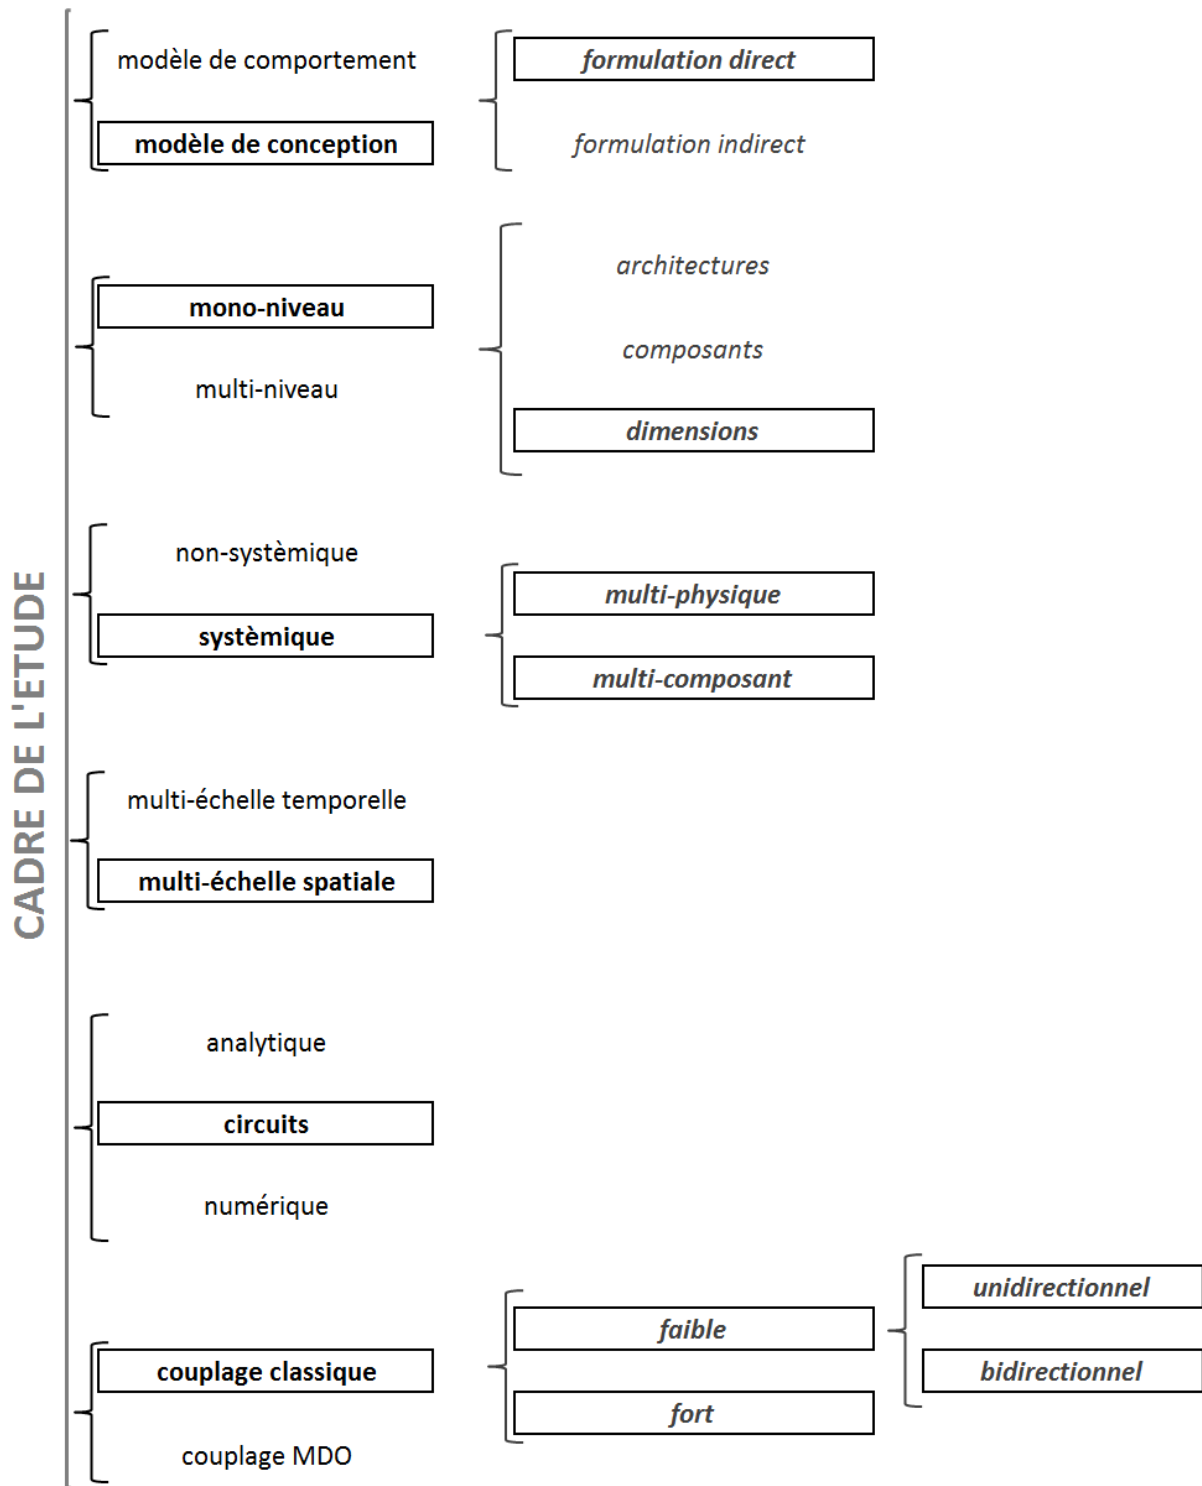 CADRE DE L'ETUDE
modèle de comportement
modèle de conception
formulation direct
formulation indirect
mono-niveau
multi-niveau
architectures
composants
dimensions
non-systèmique
systèmique
multi-physique
multi-composant
multi-échelle temporelle
multi-échelle spatiale
analytique
circuits
numérique
couplage classique
couplage MDO
faible
fort
unidirectionnel
bidirectionnel